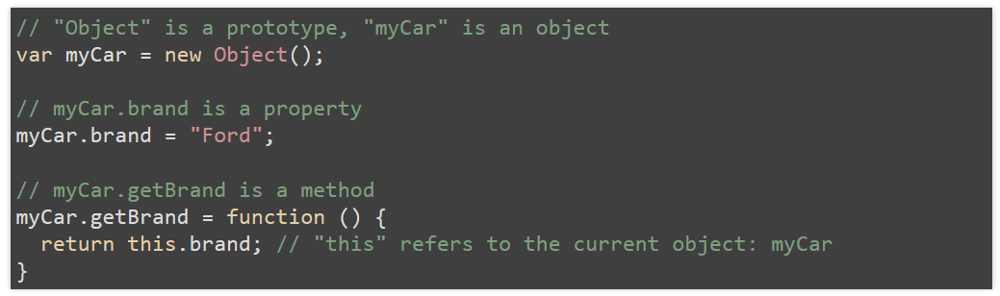 // "Object" is a prototype, "myCar" is an object
var myCar = new Object();
// myCar.brand is a property
myCar.brand = "Ford";
// myCar.getBrand is a method
myCar.getBrand = function () {
  return this.brand; // "this" refers to the current object: myCar
}